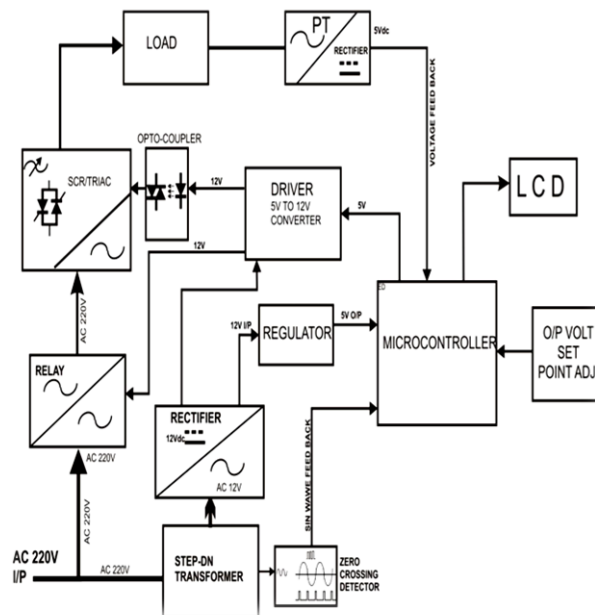 LOAD
PT
RECTIFIER
5Vdc
VOLTAGE FEED BACK
OPTO-COUPLER
SCR/TRIAC
12V
DRIVER
5V TO 12V
CONVERTER
5V
LCD
12V
AC 220V
REGULATOR
12V I/P
5V O/P
MICROCONTROLLER
O/P VOLT
SET
POINT ADJ
RELAY
RECTIFIER
12Vdc
AC 12V
AC 220V
AC 220V
SIN WAWE FEED BACK
AC 220V
I/P
AC 220V
STEP-DN
TRANSFORMER
ZERO
CROSSING
DETECTOR